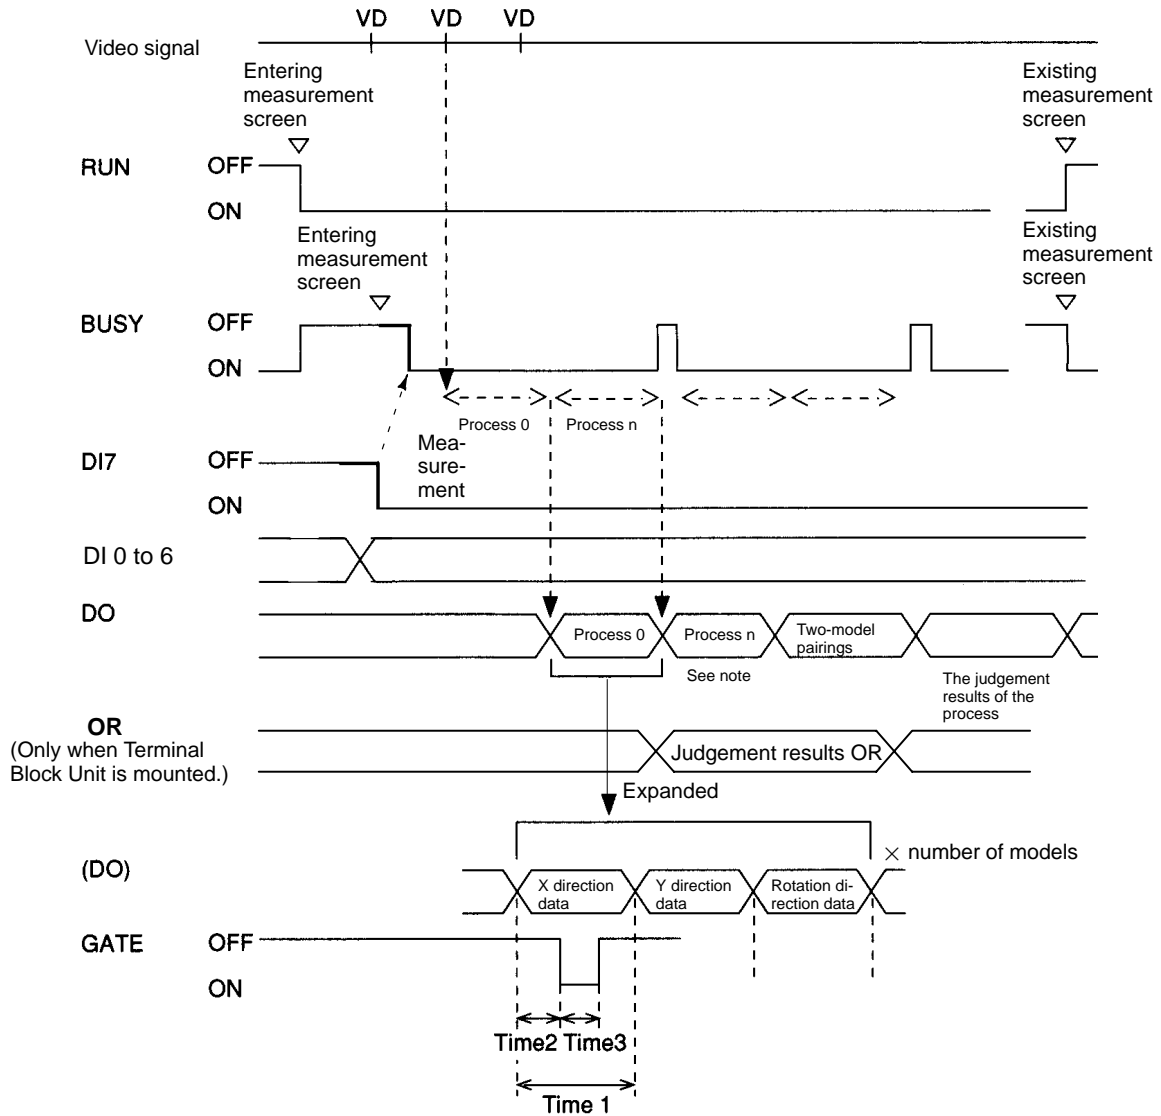 VD VD VD
Video signal
Entering
measurement
screen
Existing
measurement
screen
RUN OFF
ON
Entering
measurement
screen
Existing
measurement
screen
BUSY OFF
ON
Process 0 Process n
Mea-
sure-
ment
DI7 OFF
ON
DI 0 to 6
DO
Process 0 Process n Two-model
pairings
See note
The judgement
results of the
process
OR
(Only when Terminal
Block Unit is mounted.)
Judgement results OR
Expanded
× number of models
(DO)
X direction
data
Y direction
data
Rotation di-
rection data
GATE OFF
ON
Time2 Time3
Time 1